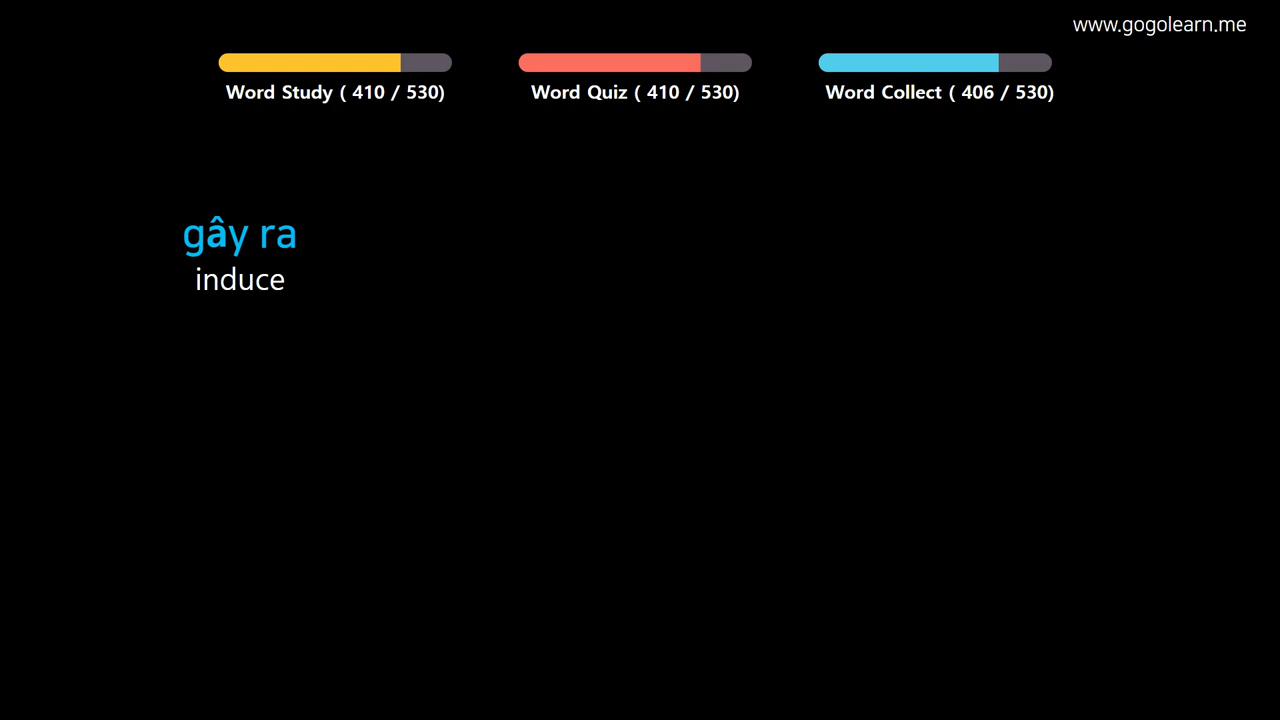 www.gogolearn.me
Word Study ( 410 / 530)
Word Quiz ( 410 / 530)
Word Collect ( 406 / 530)
gây ra
induce